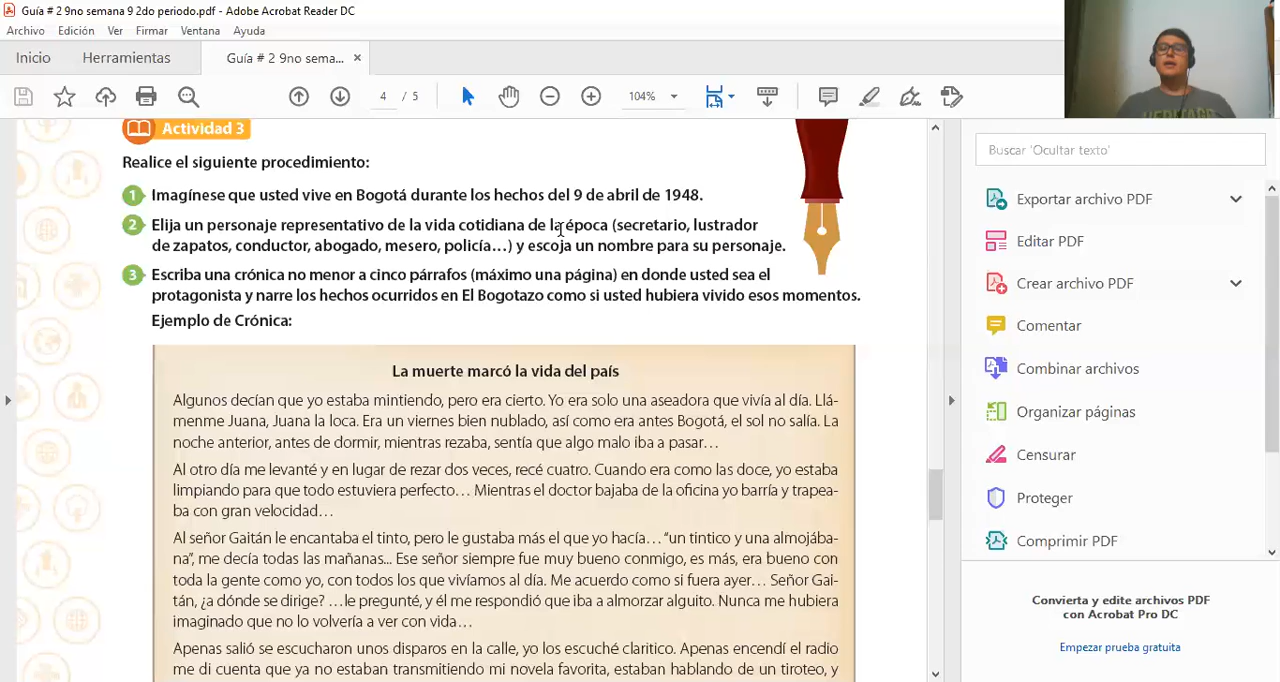 Guía # 2 9no semana 9 2do periodo.pdf - Adobe Acrobat Reader DC
Archivo Edición Ver Firmar Ventana Ayuda
Inicio Herramientas Guía # 2 9no sema... ×
4 / 5 104%
Actividad 3
Realice el siguiente procedimiento:
1 Imagínese que usted vive en Bogotá durante los hechos del 9 de abril de 1948.
2 Elija un personaje representativo de la vida cotidiana de la época (secretario, lustrador
de zapatos, conductor, abogado, mesero, policía…) y escoja un nombre para su personaje.
3 Escriba una crónica no menor a cinco párrafos (máximo una página) en donde usted sea el
protagonista y narre los hechos ocurridos en El Bogotazo como si usted hubiera vivido esos momentos.
Ejemplo de Crónica:
La muerte marcó la vida del país
Algunos decían que yo estaba mintiendo, pero era cierto. Yo era solo una aseadora que vivía al día. Llá-
menme Juana, Juana la loca. Era un viernes bien nublado, así como era antes Bogotá, el sol no salía. La
noche anterior, antes de dormir, mientras rezaba, sentía que algo malo iba a pasar…
Al otro día me levanté y en lugar de rezar dos veces, recé cuatro. Cuando era como las doce, yo estaba
limpiando para que todo estuviera perfecto… Mientras el doctor bajaba de la oficina yo barría y trapea-
ba con gran velocidad…
Al señor Gaitán le encantaba el tinto, pero le gustaba más el que yo hacía… “un tintico y una almojába-
na”, me decía todas las mañanas... Ese señor siempre fue muy bueno conmigo, es más, era bueno con
toda la gente como yo, con todos los que vivíamos al día. Me acuerdo como si fuera ayer… Señor Gai-
tán, ¿a dónde se dirige? …le pregunté, y él me respondió que iba a almorzar alguito. Nunca me hubiera
imaginado que no lo volvería a ver con vida…
Apenas salió se escucharon unos disparos en la calle, yo los escuché claritico. Apenas encendí el radio
me di cuenta que ya no estaban transmitiendo mi novela favorita, estaban hablando de un tiroteo, y
Buscar 'Ocultar texto'
Exportar archivo PDF
Editar PDF
Crear archivo PDF
Comentar
Combinar archivos
Organizar páginas
Censurar
Proteger
Comprimir PDF
Convierta y edite archivos PDF
con Acrobat Pro DC
Empezar prueba gratuita